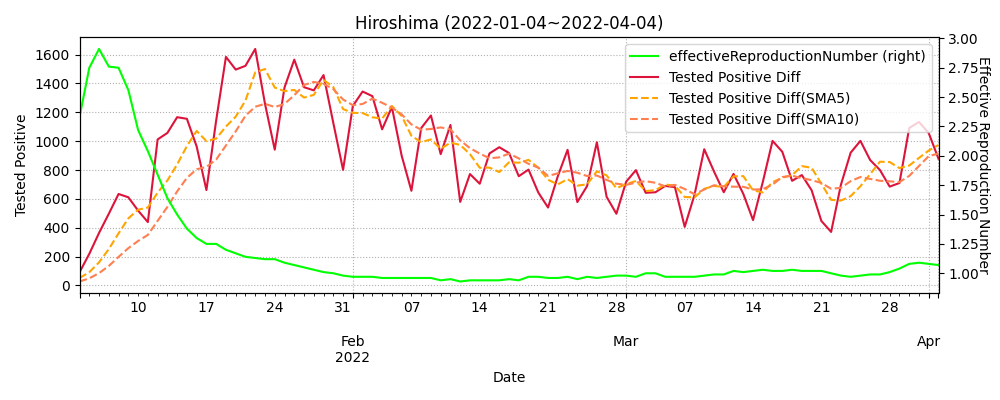 Hiroshima (2022-01-04~2022-04-04)
effectiveReproductionNumber (right)
Tested Positive Diff
Tested Positive Diff(SMA5)
Tested Positive Diff(SMA10)
Tested Positive
1600
1400
1200
1000
800
600
400
200
0
3.00
2.75
2.50
2.25
2.00
1.75
1.50
1.25
1.00
Effective Reproduction Number
10 17 24 31 07 14 21 28 07 14 21 28
Feb Mar Apr
2022
Date